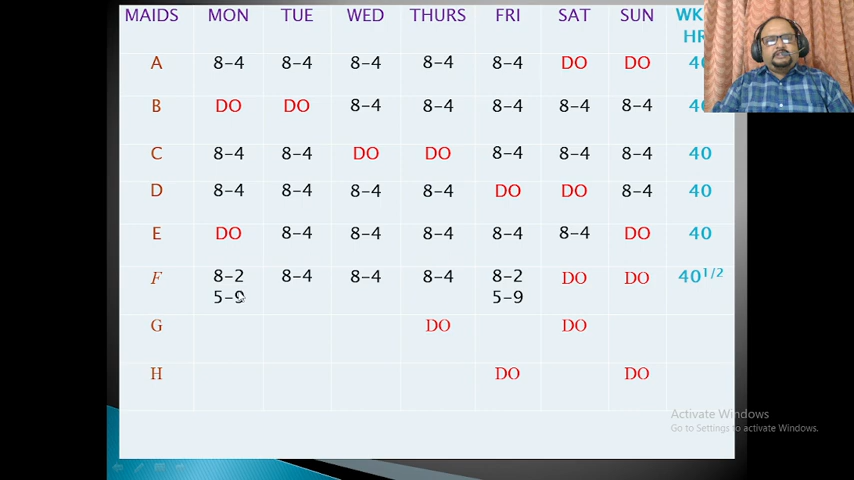 MAIDS MON TUE WED THURS FRI SAT SUN
A 8-4 8-4 8-4 8-4 8-4 DO DO
B DO DO 8-4 8-4 8-4 8-4 8-4
C 8-4 8-4 DO DO 8-4 8-4 8-4 40
D 8-4 8-4 8-4 8-4 DO DO 8-4 40
E DO 8-4 8-4 8-4 8-4 8-4 DO 40
F 8-2 8-4 8-4 8-4 8-2 DO DO 40 1/2
5-9 5-9
G DO DO
H DO DO
Activate Windows
Go to Settings to activate Windows.